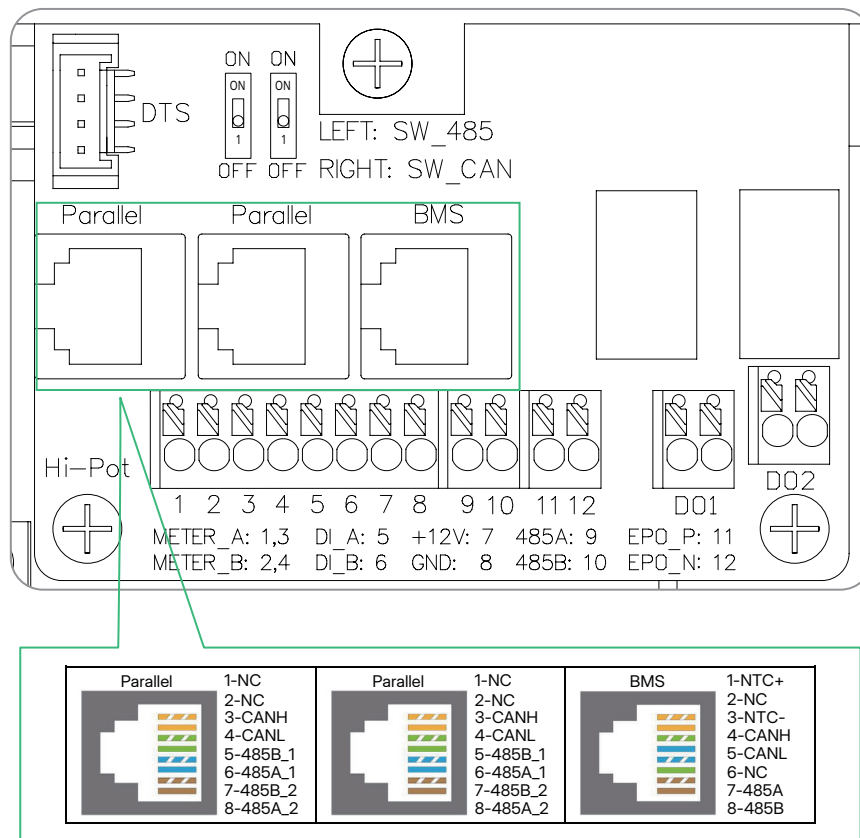 ON ON
ON ON
DTS
1 1
LEFT: SW_485
OFF OFF RIGHT: SW_CAN
Parallel Parallel BMS
Hi-Pot
1 2 3 4 5 6 7 8 9 10 11 12
DO1
DO2
METER_A: 1,3 DI_A: 5 +12V: 7 485A: 9 EPO_P: 11
METER_B: 2,4 DI_B: 6 GND: 8 485B: 10 EPO_N: 12
Parallel
1-NC
2-NC
3-CANH
4-CANL
5-485B_1
6-485A_1
7-485B_2
8-485A_2
Parallel
1-NC
2-NC
3-CANH
4-CANL
5-485B_1
6-485A_1
7-485B_2
8-485A_2
BMS
1-NTC+
2-NC
3-NTC-
4-CANH
5-CANL
6-NC
7-485A
8-485B